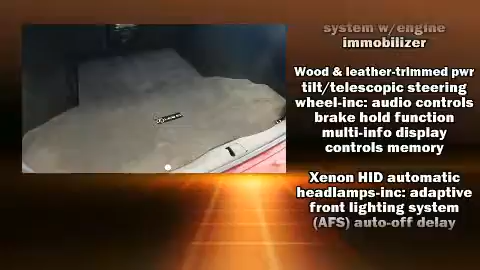 system w/engine
immobilizer
Wood & leather-trimmed pwr
tilt/telescopic steering
wheel-inc: audio controls
brake hold function
multi-info display
controls memory
Xenon HID automatic
headlamps-inc: adaptive
front lighting system
(AFS) auto-off delay